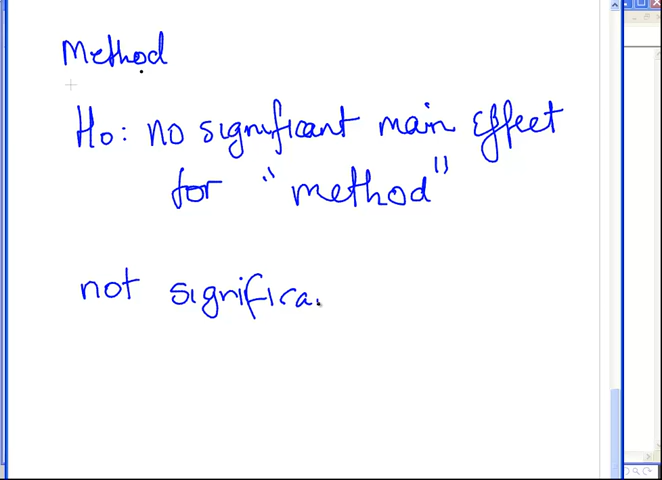 Method
Ho: no significant main effect
for "method"
not significa